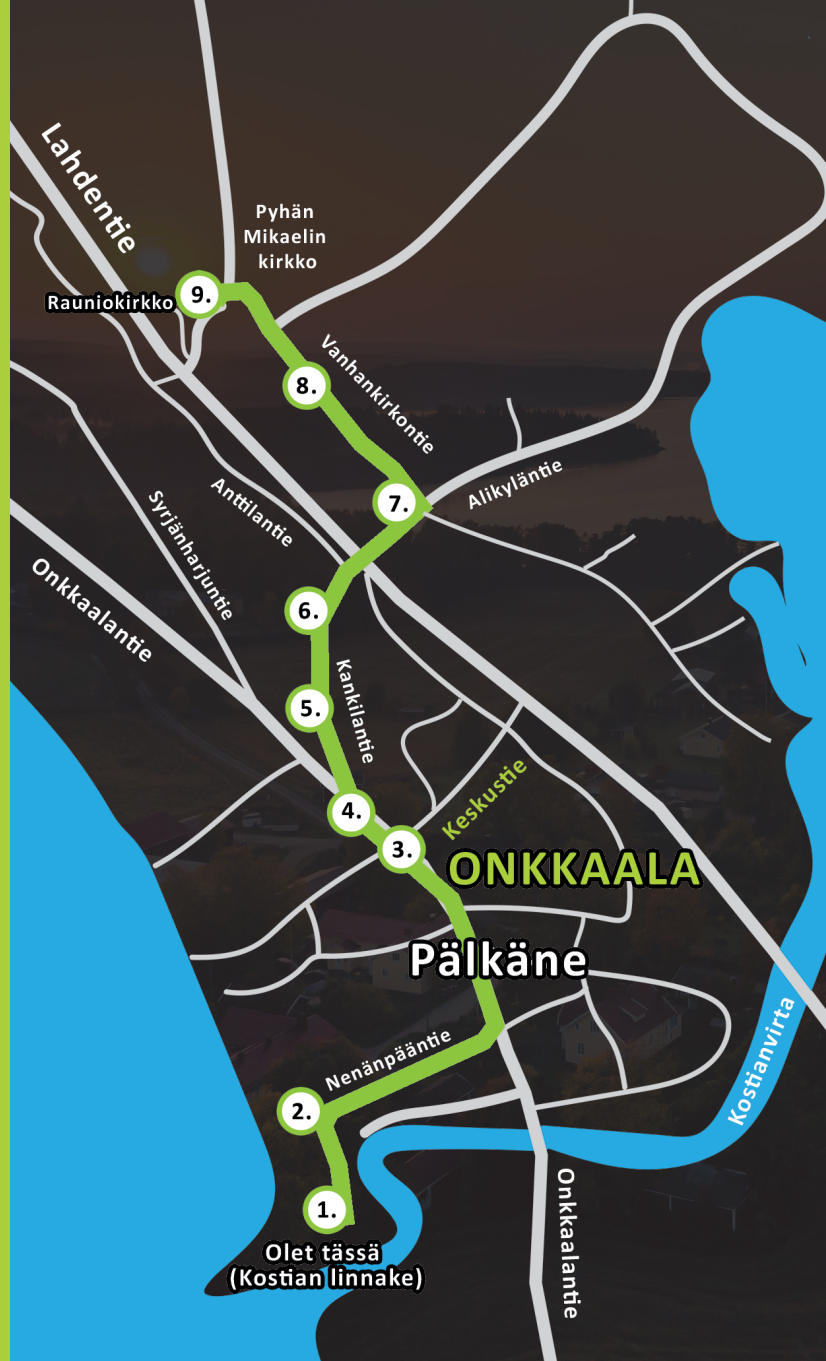 Lahdentie
Pyhän
Mikaelin
kirkko
9.
Rauniokirkko
Vanhankirkontie
8.
Alikyläntie
7.
Anttilantie
Syrjänharjuntie
Onkkaalantie
6.
Kankilantie
5.
Keskustie
4.
3.
ONKKAALA
Pälkäne
Kostianvirta
Nenänpääntie
2.
1.
Onkkaalantie
Olet tässä
(Kostian linnake)